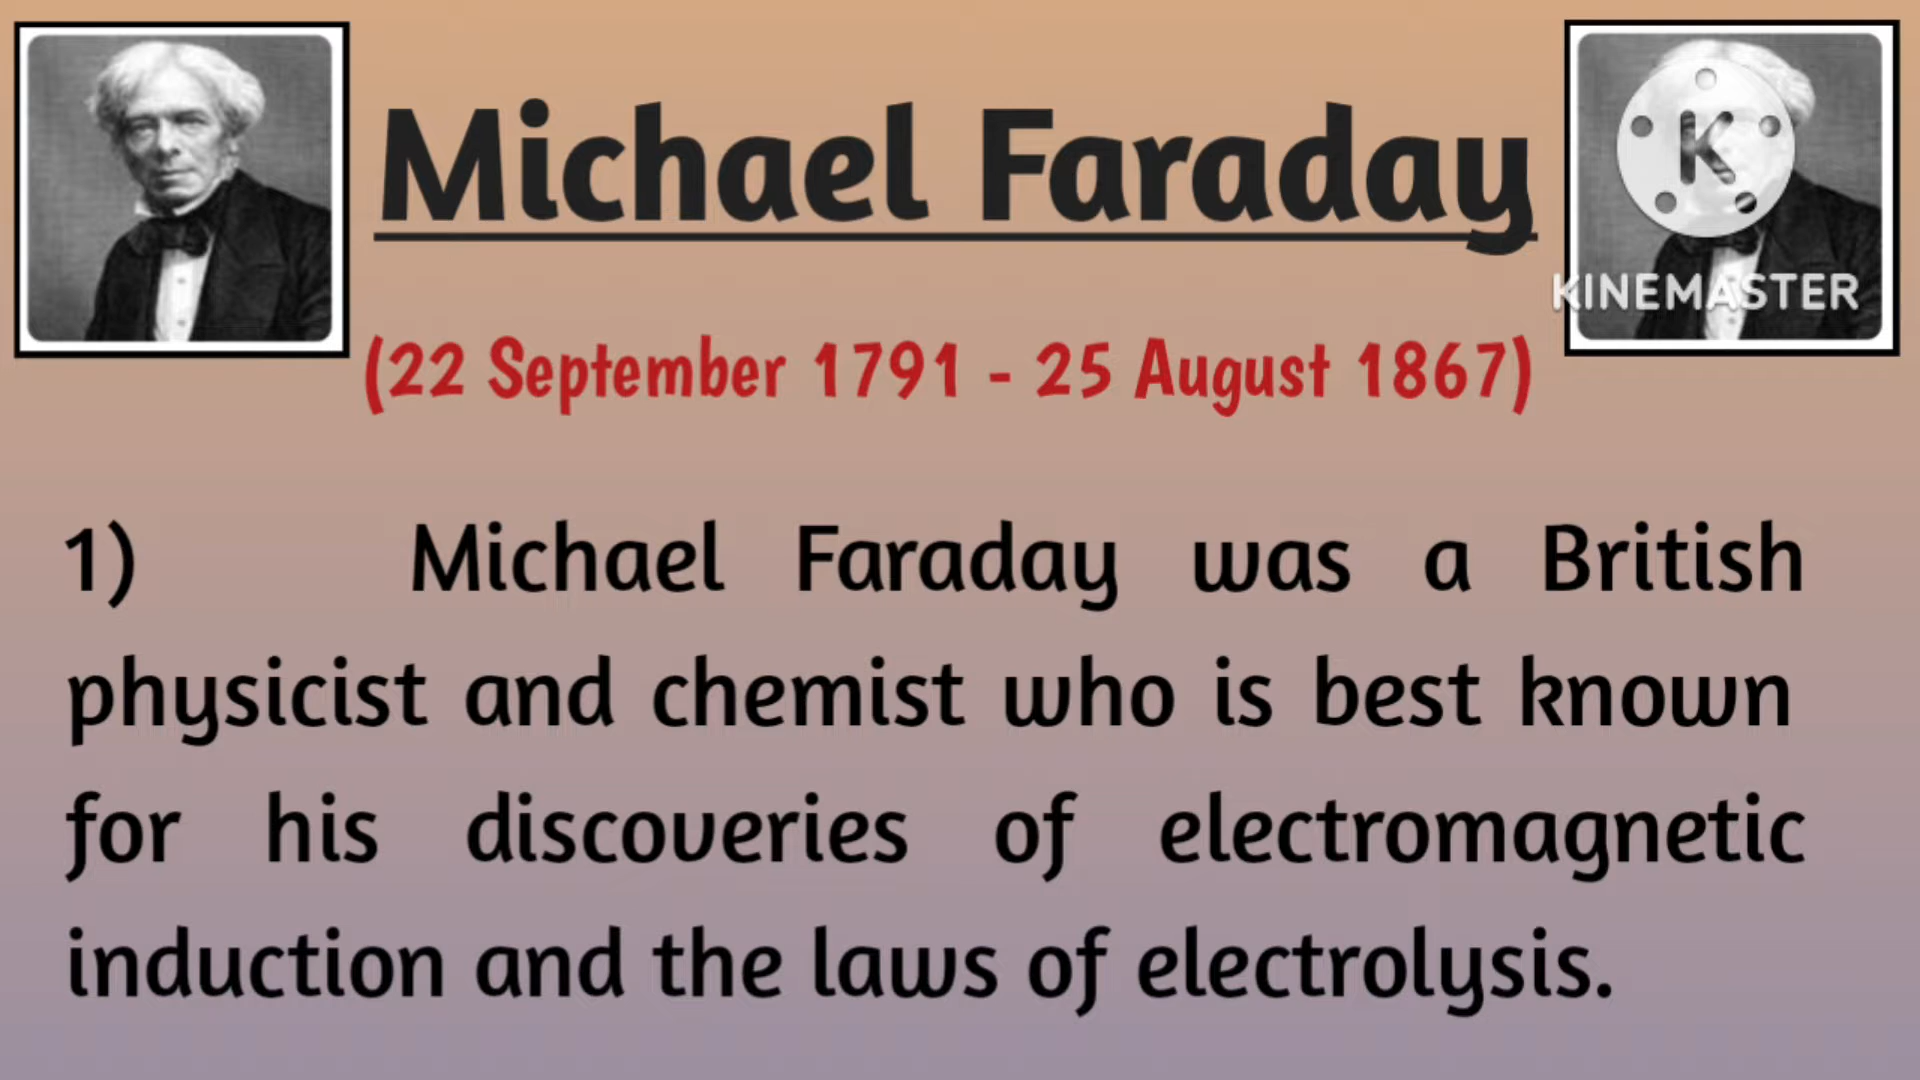 Michael Faraday
K
KINEMASTER
(22 September 1791 - 25 August 1867)
1) Michael Faraday was a British
physicist and chemist who is best known
for his discoveries of electromagnetic
induction and the laws of electrolysis.